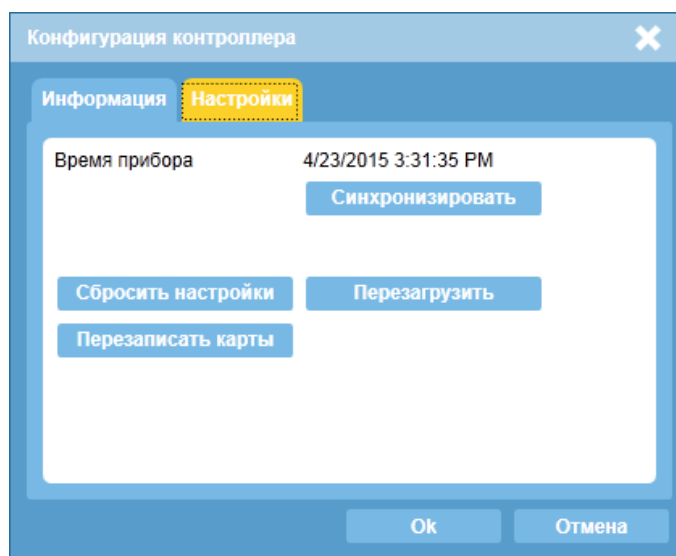 Конфигурация контроллера
Информация Настройки
Время прибора 4/23/2015 3:31:35 PM
Синхронизировать
Сбросить настройки Перезагрузить
Перезаписать карты
Ok Отмена